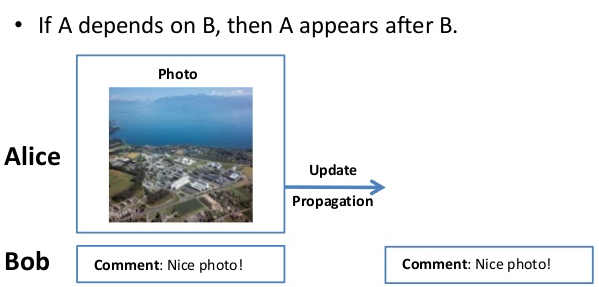 • If A depends on B, then A appears after B.
Photo
Alice
Update
Propagation
Bob
Comment: Nice photo!
Comment: Nice photo!